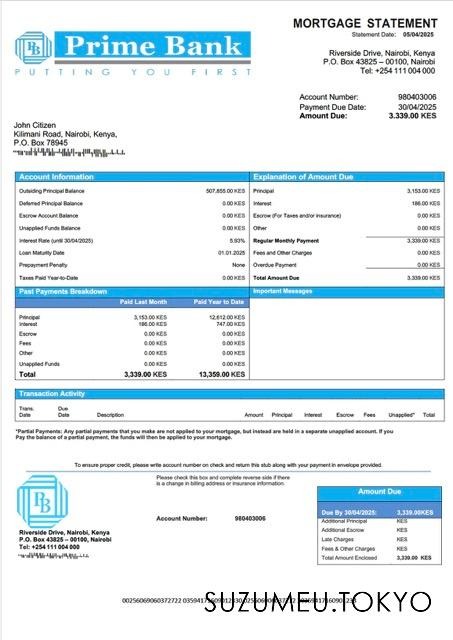 MORTGAGE STATEMENT
Statement Date: 05/04/2025
PB Prime Bank
PUTTING YOU FIRST
Riverside Drive, Nairobi, Kenya
P.O. Box 43825 – 00100, Nairobi
Tel: +254 111 004 000
Account Number: 980403006
Payment Due Date: 30/04/2025
Amount Due: 3.339.00 KES
John Citizen
Kilimani Road, Nairobi, Kenya,
P.O. Box 78945
Account Information
Outsiding Principal Balance 507,855.00 KES
Deferred Principal Balance 0.00 KES
Escrow Account Balance 0.00 KES
Unapplied Funds Balance 0.00 KES
Interest Rate (until 30/04/2025) 5.93%
Loan Maturity Date 01.01.2025
Prepayment Penalty None
Taxes Paid Year-to-Date 0.00 KES
Explanation of Amount Due
Principal 3,153.00 KES
Interest 186.00 KES
Escrow (For Taxes and/or insurance) 0.00 KES
Other 0.00 KES
Regular Monthly Payment 3,339.00 KES
Fees and Other Charges 0.00 KES
Overdue Payment 0.00 KES
Total Amount Due 3.339.00 KES
Past Payments Breakdown
Paid Last Month Paid Year to Date
Principal 3,153.00 KES 12,612.00 KES
Interest 186.00 KES 747.00 KES
Escrow 0.00 KES 0.00 KES
Fees 0.00 KES 0.00 KES
Other 0.00 KES 0.00 KES
Unapplied Funds 0.00 KES 0.00 KES
Total 3,339.00 KES 13,359.00 KES
Important Messages
Transaction Activity
Trans. Date Due Date Description Amount Principal Interest Escrow Fees Unapplied* Total
*Partial Payments: Any partial payments that you make are not applied to your mortgage, but instead are held in a separate unapplied account. If you
Pay the balance of a partial payment, the funds will then be applied to your mortgage.
To ensure proper credit, please write account number on check and return this stub along with your payment in envelope provided.
PB
Riverside Drive, Nairobi, Kenya
P.O. Box 43825 – 00100, Nairobi
Tel: +254 111 004 000
Please check this box and complete reverse side if there
is a change in billing address or insurance information.
Account Number: 980403006
Amount Due
Due By 30/04/2025: 3,339.00KES
Additional Principal KES
Additional Escrow KES
Late Charges KES
Fees & Other Charges KES
Total Amount Enclosed 3,339.00 KES
SUZUMEU.TOKYO